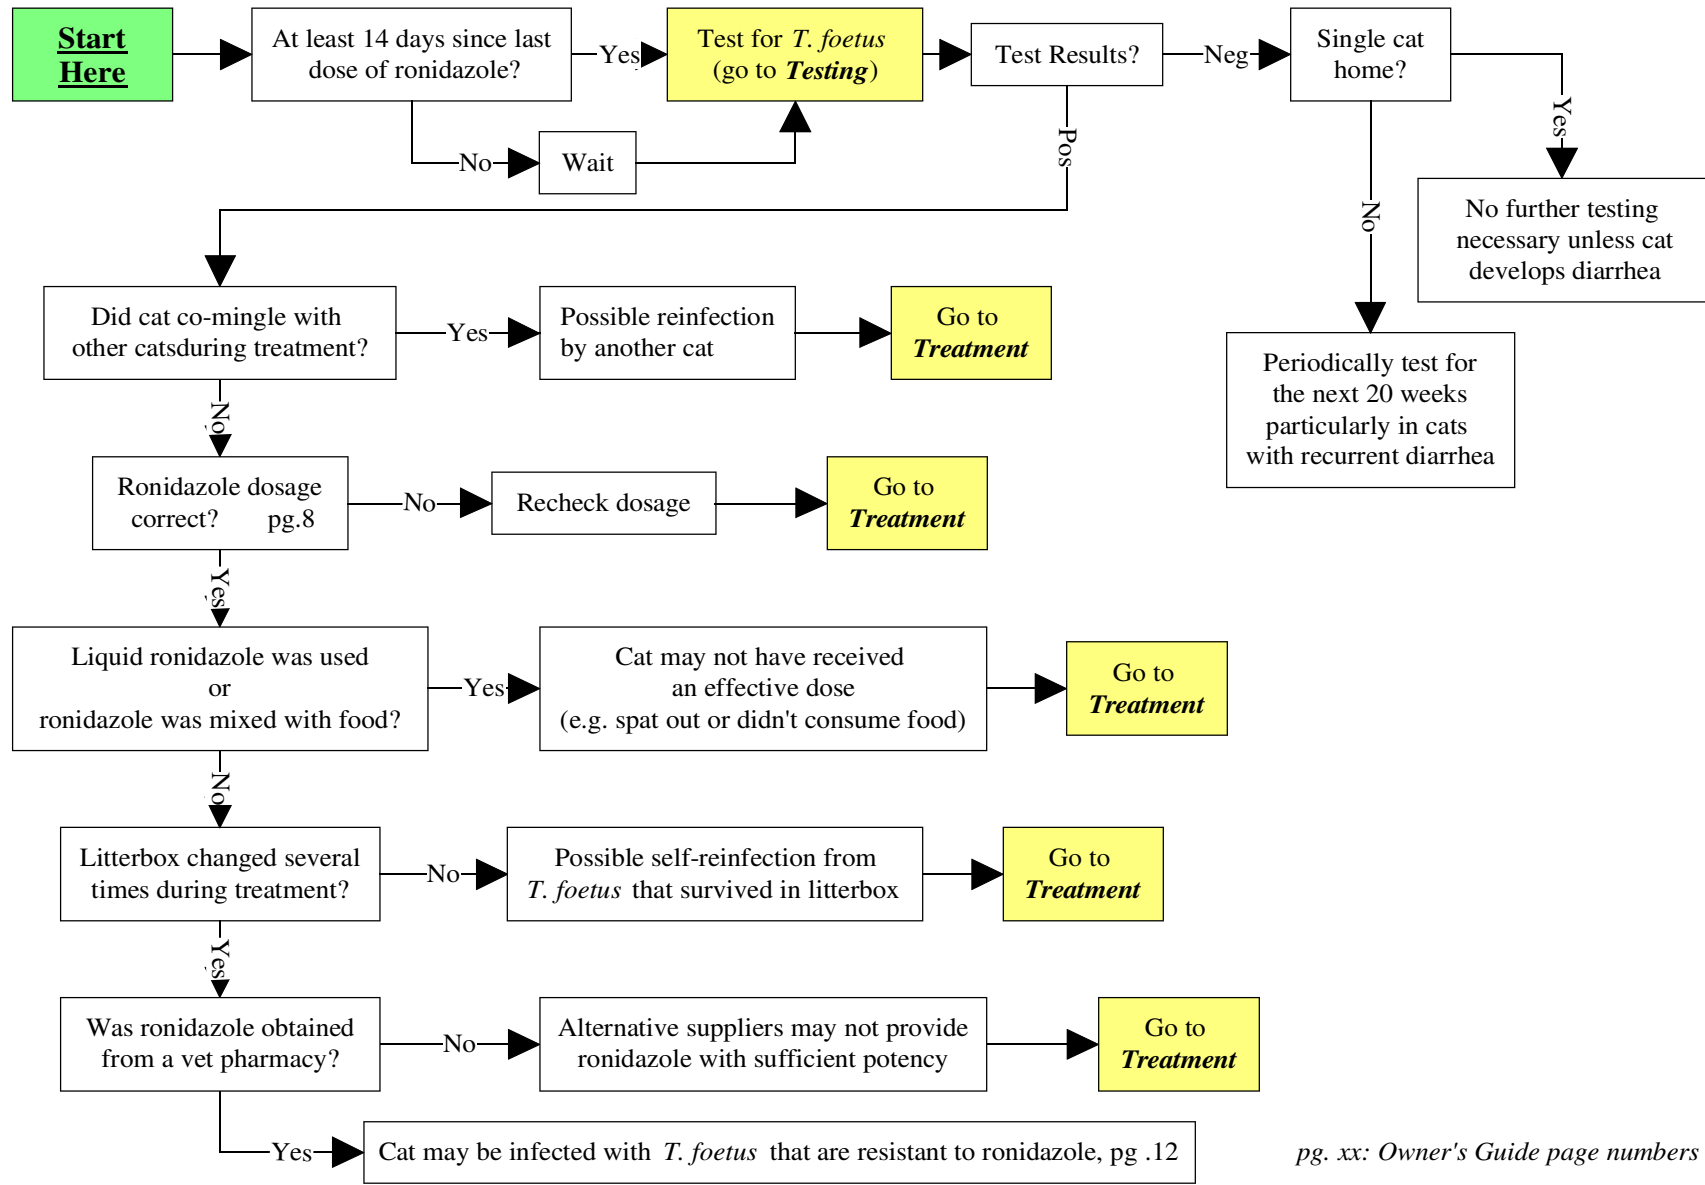 Start
Here
At least 14 days since last
dose of ronidazole?
Yes
Test for T. foetus
(go to Testing)
Test Results?
Neg
Single cat
home?
No
Wait
Pos
Yes
No
No further testing
necessary unless cat
develops diarrhea
Periodically test for
the next 20 weeks
particularly in cats
with recurrent diarrhea
Did cat co-mingle with
other catsduring treatment?
Yes
Possible reinfection
by another cat
Go to
Treatment
No
Ronidazole dosage
correct? pg.8
No
Recheck dosage
Go to
Treatment
Yes
Liquid ronidazole was used
or
ronidazole was mixed with food?
Yes
Cat may not have received
an effective dose
(e.g. spat out or didn't consume food)
Go to
Treatment
No
Litterbox changed several
times during treatment?
No
Possible self-reinfection from
T. foetus that survived in litterbox
Go to
Treatment
Yes
Was ronidazole obtained
from a vet pharmacy?
No
Alternative suppliers may not provide
ronidazole with sufficient potency
Go to
Treatment
Yes
Cat may be infected with T. foetus that are resistant to ronidazole, pg .12
pg. xx: Owner's Guide page numbers